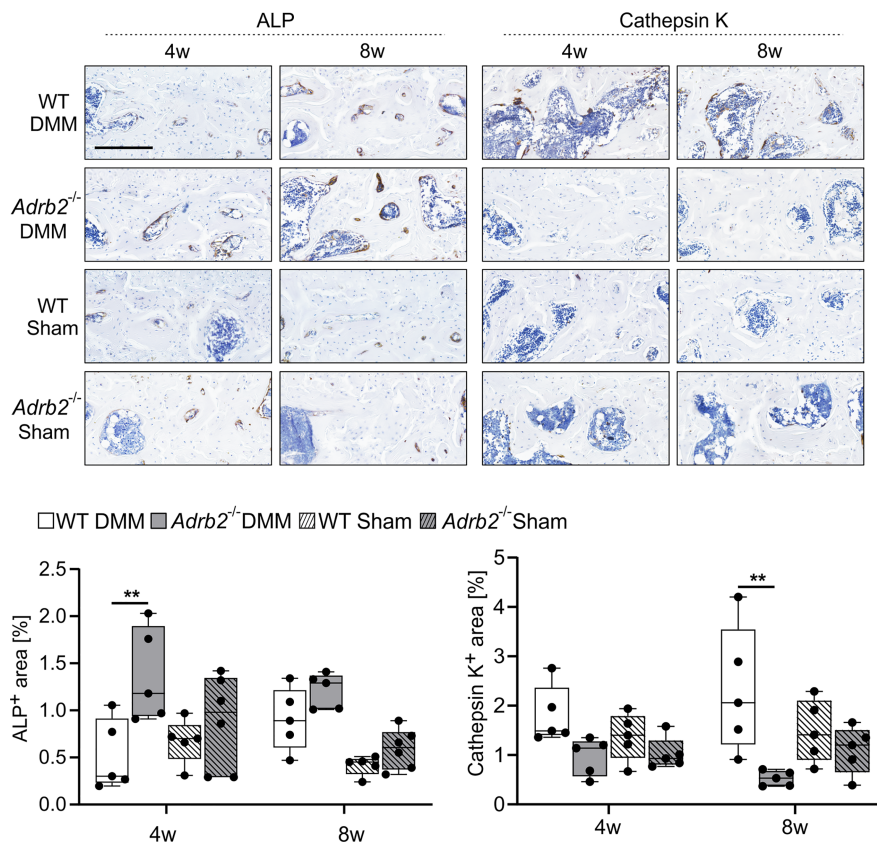 ALP Cathepsin K
4w 8w 4w 8w
WT
DMM
Adrb2-/-
DMM
WT
Sham
Adrb2-/-
Sham
WT DMM Adrb2-/-DMM WT Sham Adrb2-/-Sham
ALP+ area [%]
2.5
2.0
1.5
1.0
0.5
0.0
**
4w 8w
Cathepsin K+ area [%]
5
4
3
2
1
0
**
4w 8w